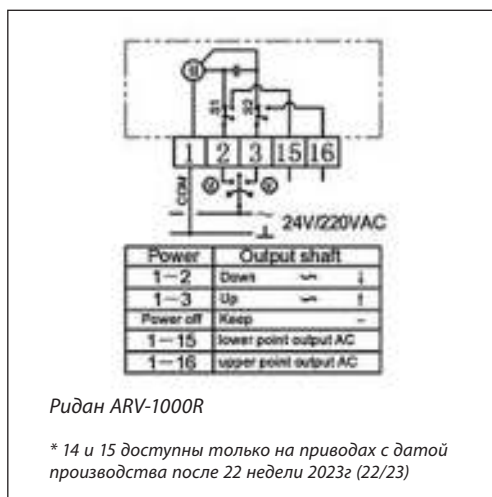 S1 S2
1 2 3 15 16
COM
~
24V/220VAC
Power Output shaft
1—2 Down ↓
1—3 Up ↑
Power off Keep –
1—15 lower point output AC
1—16 upper point output AC
Ридан ARV-1000R
* 14 и 15 доступны только на приводах с датой
производства после 22 недели 2023г (22/23)